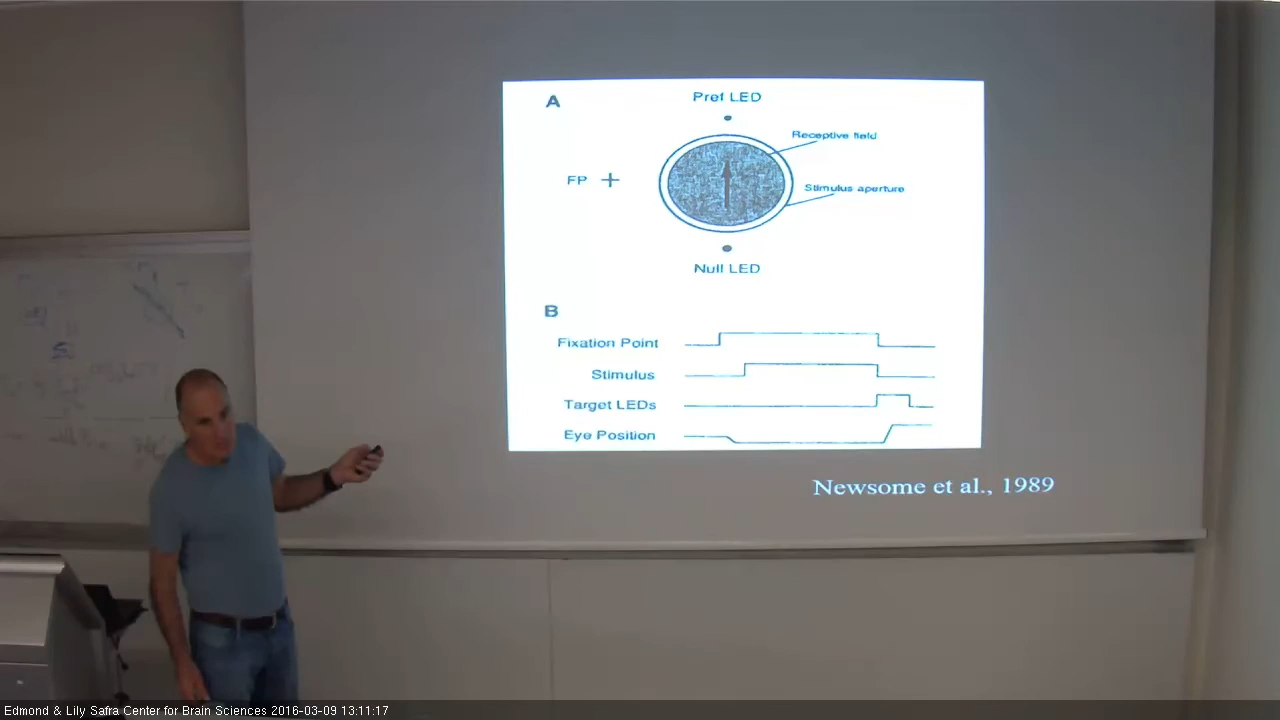 A
Pref LED
Receptive field
FP
Stimulus aperture
Null LED
B
Fixation Point
Stimulus
Target LEDs
Eye Position
Newsome et al., 1989
Edmond & Lily Safra Center for Brain Sciences 2016-03-09 13:11:17